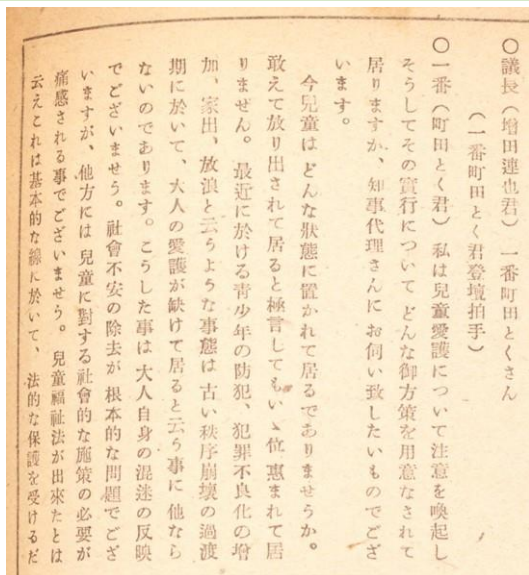 〇議長（增田連也君）　一番町田とくさん
（一番町田とく君登壇拍手）
〇一番（町田とく君）　私は兒童愛護について注意を喚起し
そうしてその實行についてどんな御方策を用意なされて
居りますか、知事代理さんにお伺い致したいものでござ
います。
今兒童はどんな狀態に置かれて居るでありませうか。
敢えて放り出されて居ると極言してもいゝ位惠まれて居
りません。最近に於ける靑少年の防犯、犯罪不良化の增
加、家出、放浪と云うような事態は古い秩序崩壞の過渡
期に於いて、大人の愛護が缺けて居ると云う事に他なら
ないのであります。こうした事は大人自身の混迷の反映
でございませう。社會不安の除去が根本的な問題でござ
いますが、他方には兒童に對する社會的な施策の必要が
痛感される事でございませう。兒童福祉法が出來たとは
云えこれは基本的な線に於いて、法的な保護を受けるだ